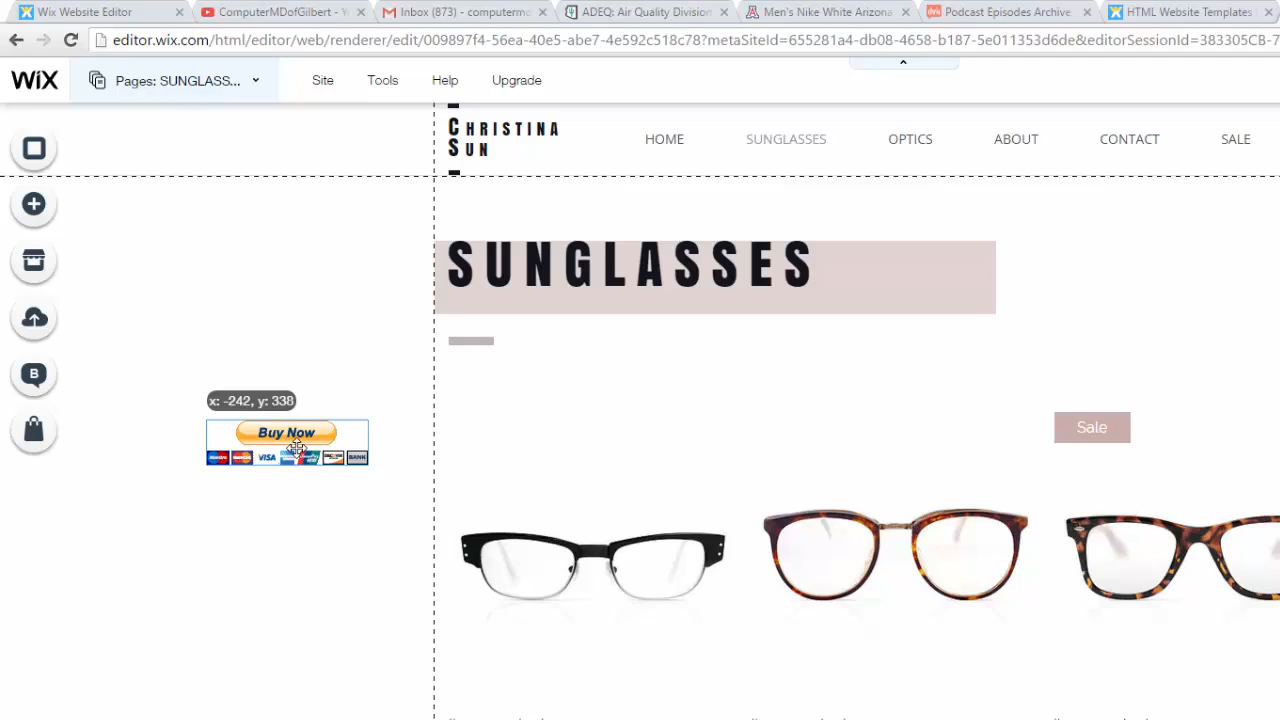 Wix Website Editor
ComputerMDofGilbert - Y
Inbox (873) - computermd
ADEQ: Air Quality Division
Men's Nike White Arizona
Podcast Episodes Archive
HTML Website Templates
editor.wix.com/html/editor/web/renderer/edit/009897f4-56ea-40e5-abe7-4e592c518c78?metaSiteId=655281a4-db08-4658-b187-5e011353d6de&editorSessionId=383305CB-7
WiX
Pages: SUNGLASS...
Site
Tools
Help
Upgrade
CHRISTINA
SUN
HOME
SUNGLASSES
OPTICS
ABOUT
CONTACT
SALE
SUNGLASSES
B
x: -242, y: 338
Buy Now
VISA
BANK
Sale